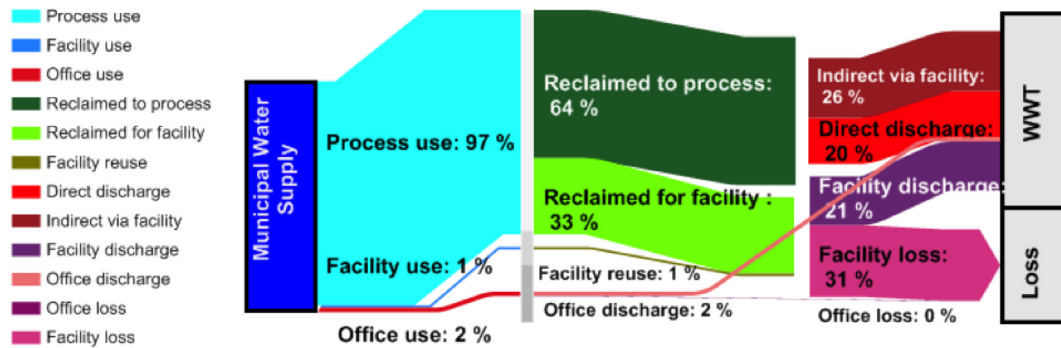 Process use
Facility use
Office use
Reclaimed to process
Reclaimed for facility
Facility reuse
Direct discharge
Indirect via facility
Facility discharge
Office discharge
Office loss
Facility loss
Municipal Water
Supply
Process use: 97 %
Facility use: 1 %
Office use: 2 %
Reclaimed to process:
64 %
Reclaimed for facility :
33 %
Facility reuse: 1 %
Office discharge: 2 %
Indirect via facility:
26 %
Direct discharge:
20 %
Facility discharge:
21 %
Facility loss:
31 %
Office loss: 0 %
WWT
Loss